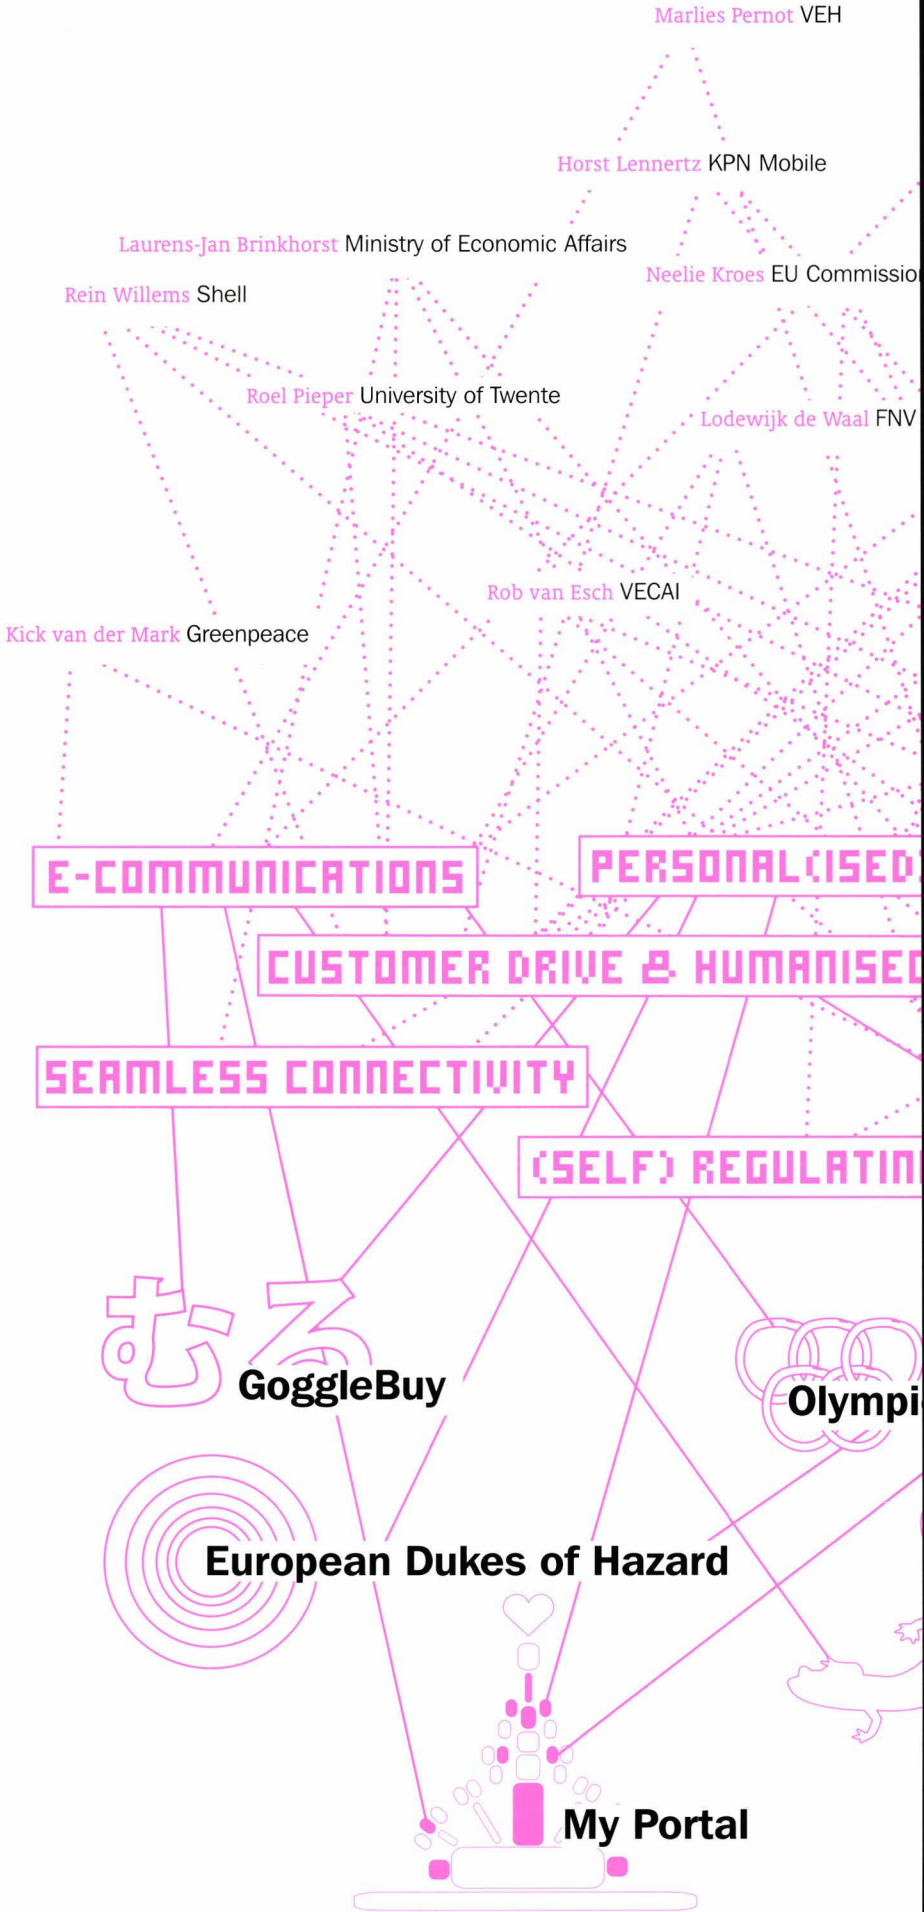 Marlies Pernot VEH
Horst Lennertz KPN Mobile
Laurens-Jan Brinkhorst Ministry of Economic Affairs
Neelie Kroes EU Commissio
Rein Willems Shell
Roel Pieper University of Twente
Lodewijk de Waal FNV
Rob van Esch VECAI
Kick van der Mark Greenpeace
E-COMMUNICATIONS
PERSONAL(ISED)
CUSTOMER DRIVE & HUMANISED
SEAMLESS CONNECTIVITY
(SELF) REGULATIN
むる
GoggleBuy
Olympi
European Dukes of Hazard
My Portal